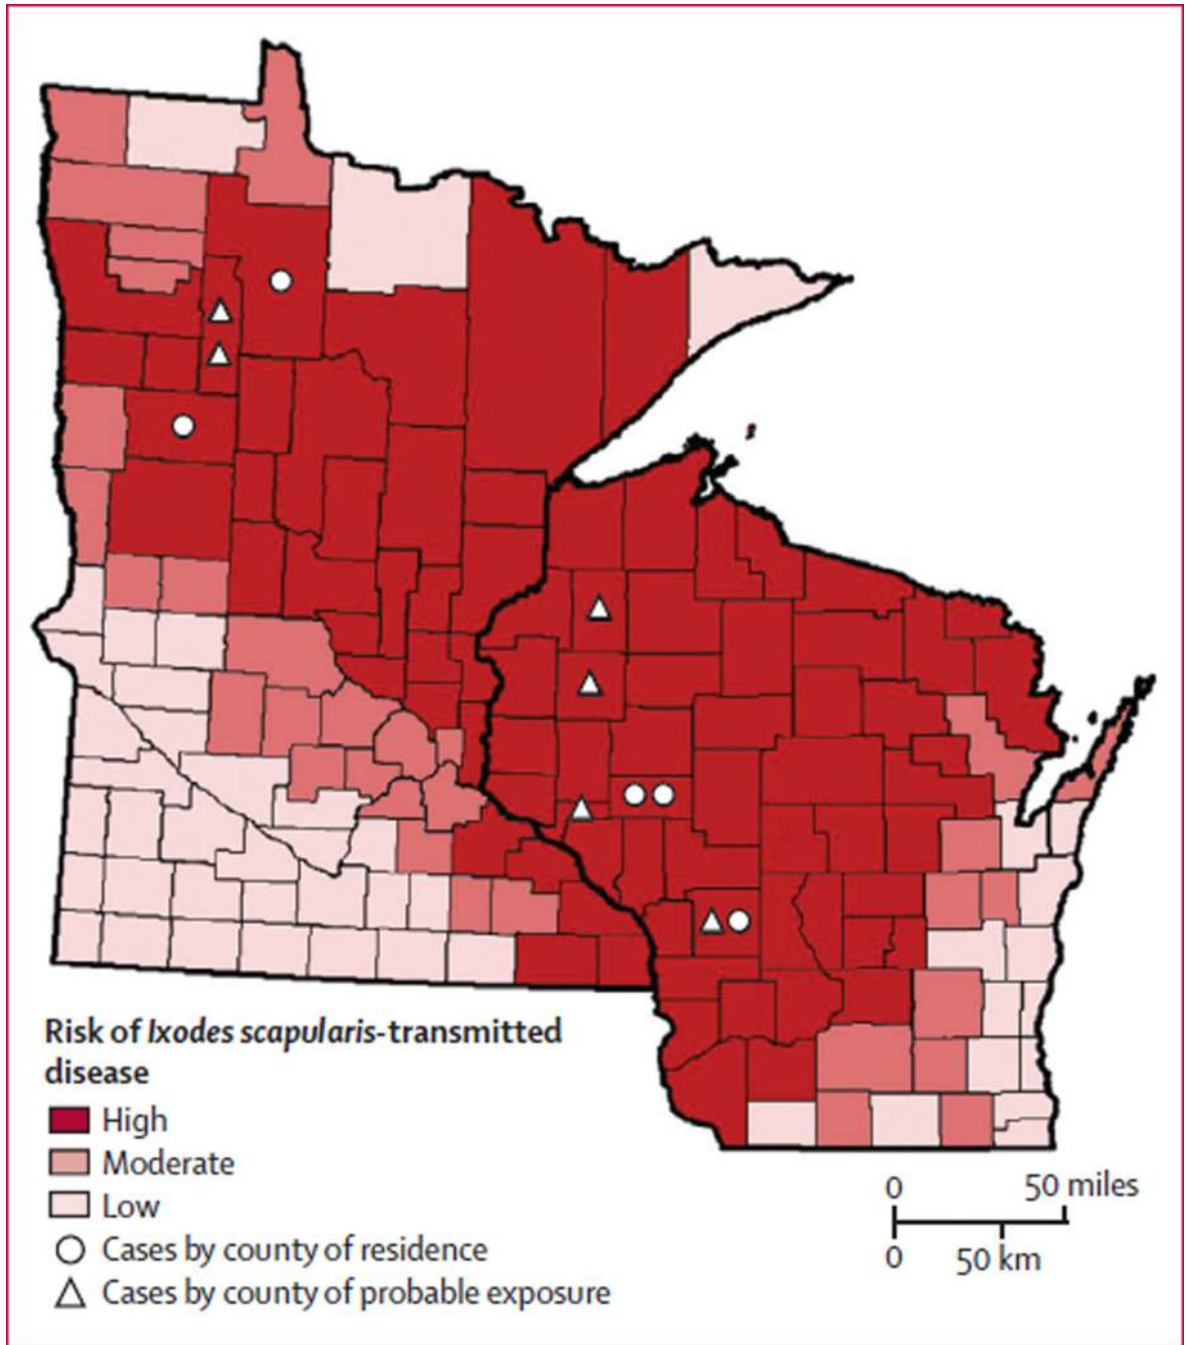 Risk of Ixodes scapularis-transmitted
disease
High
Moderate
Low
Cases by county of residence
Cases by county of probable exposure
0 50 miles
0 50 km